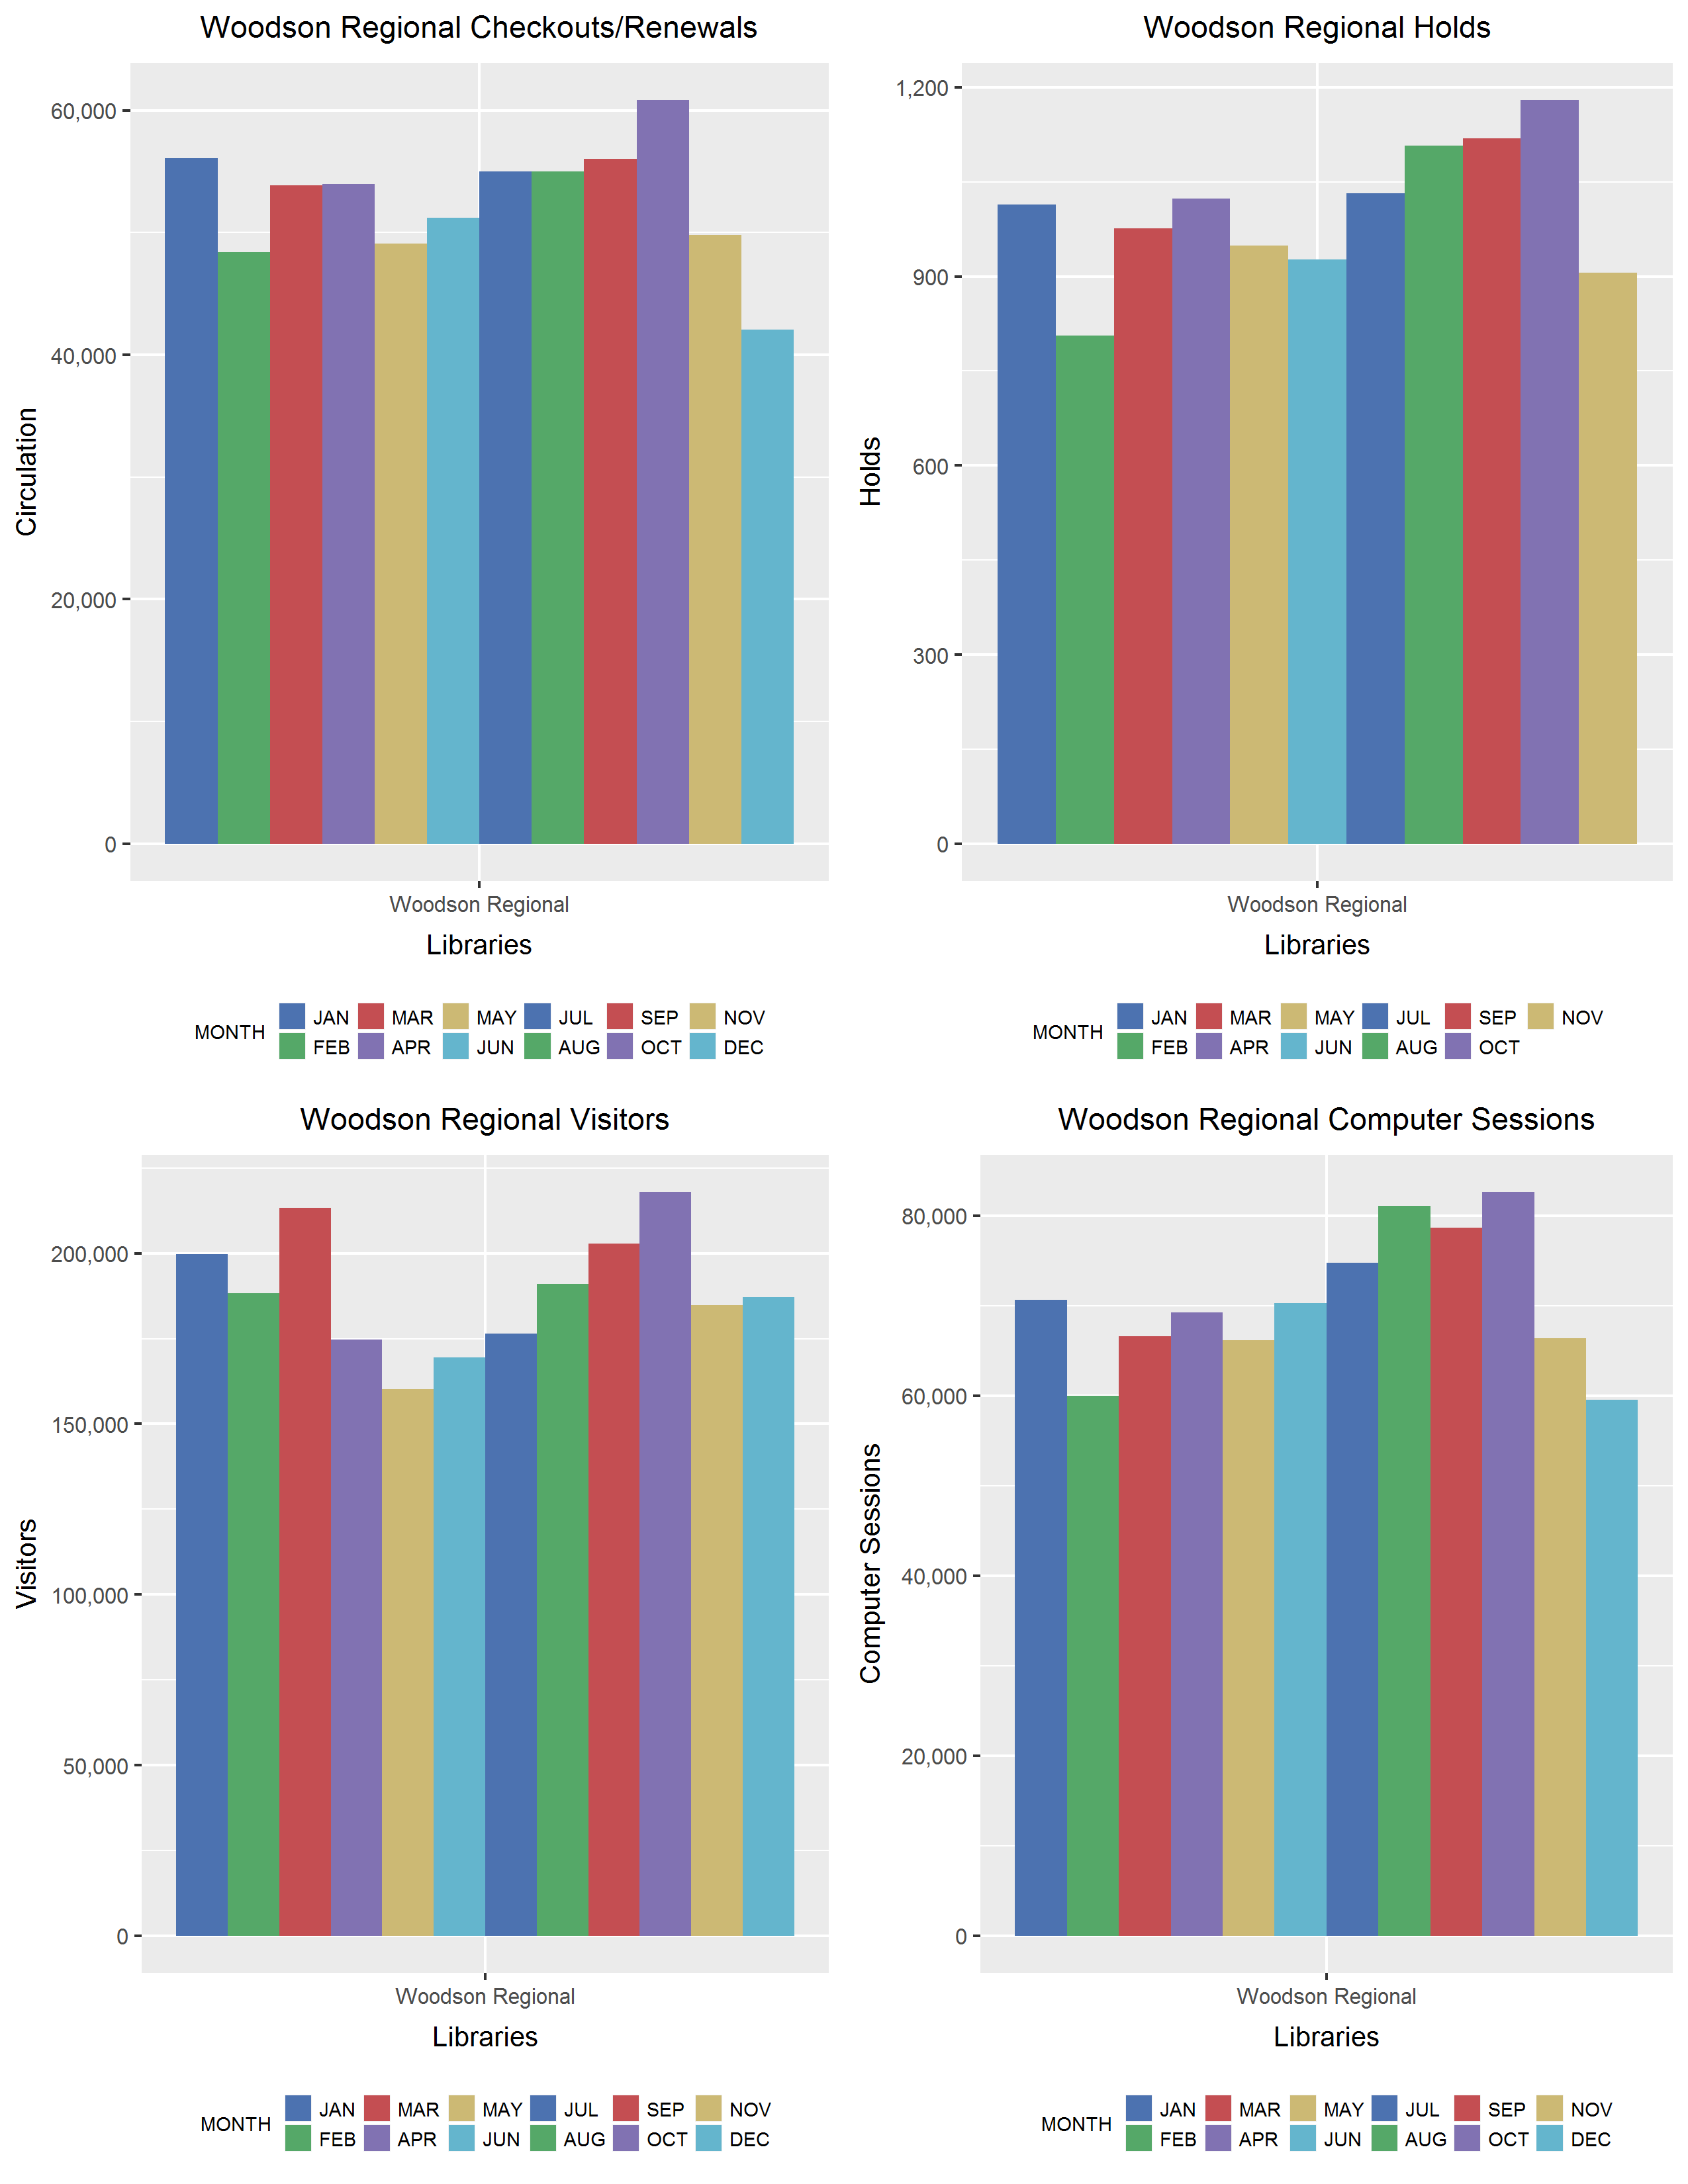 Woodson Regional Checkouts/Renewals
Circulation
60,000
40,000
20,000
0
Woodson Regional
Libraries
MONTH
JAN MAR MAY JUL SEP NOV
FEB APR JUN AUG OCT DEC
Woodson Regional Holds
Holds
1,200
900
600
300
0
Woodson Regional
Libraries
MONTH
JAN MAR MAY JUL SEP NOV
FEB APR JUN AUG OCT
Woodson Regional Visitors
Visitors
200,000
150,000
100,000
50,000
0
Woodson Regional
Libraries
MONTH
JAN MAR MAY JUL SEP NOV
FEB APR JUN AUG OCT DEC
Woodson Regional Computer Sessions
Computer Sessions
80,000
60,000
40,000
20,000
0
Woodson Regional
Libraries
MONTH
JAN MAR MAY JUL SEP NOV
FEB APR JUN AUG OCT DEC